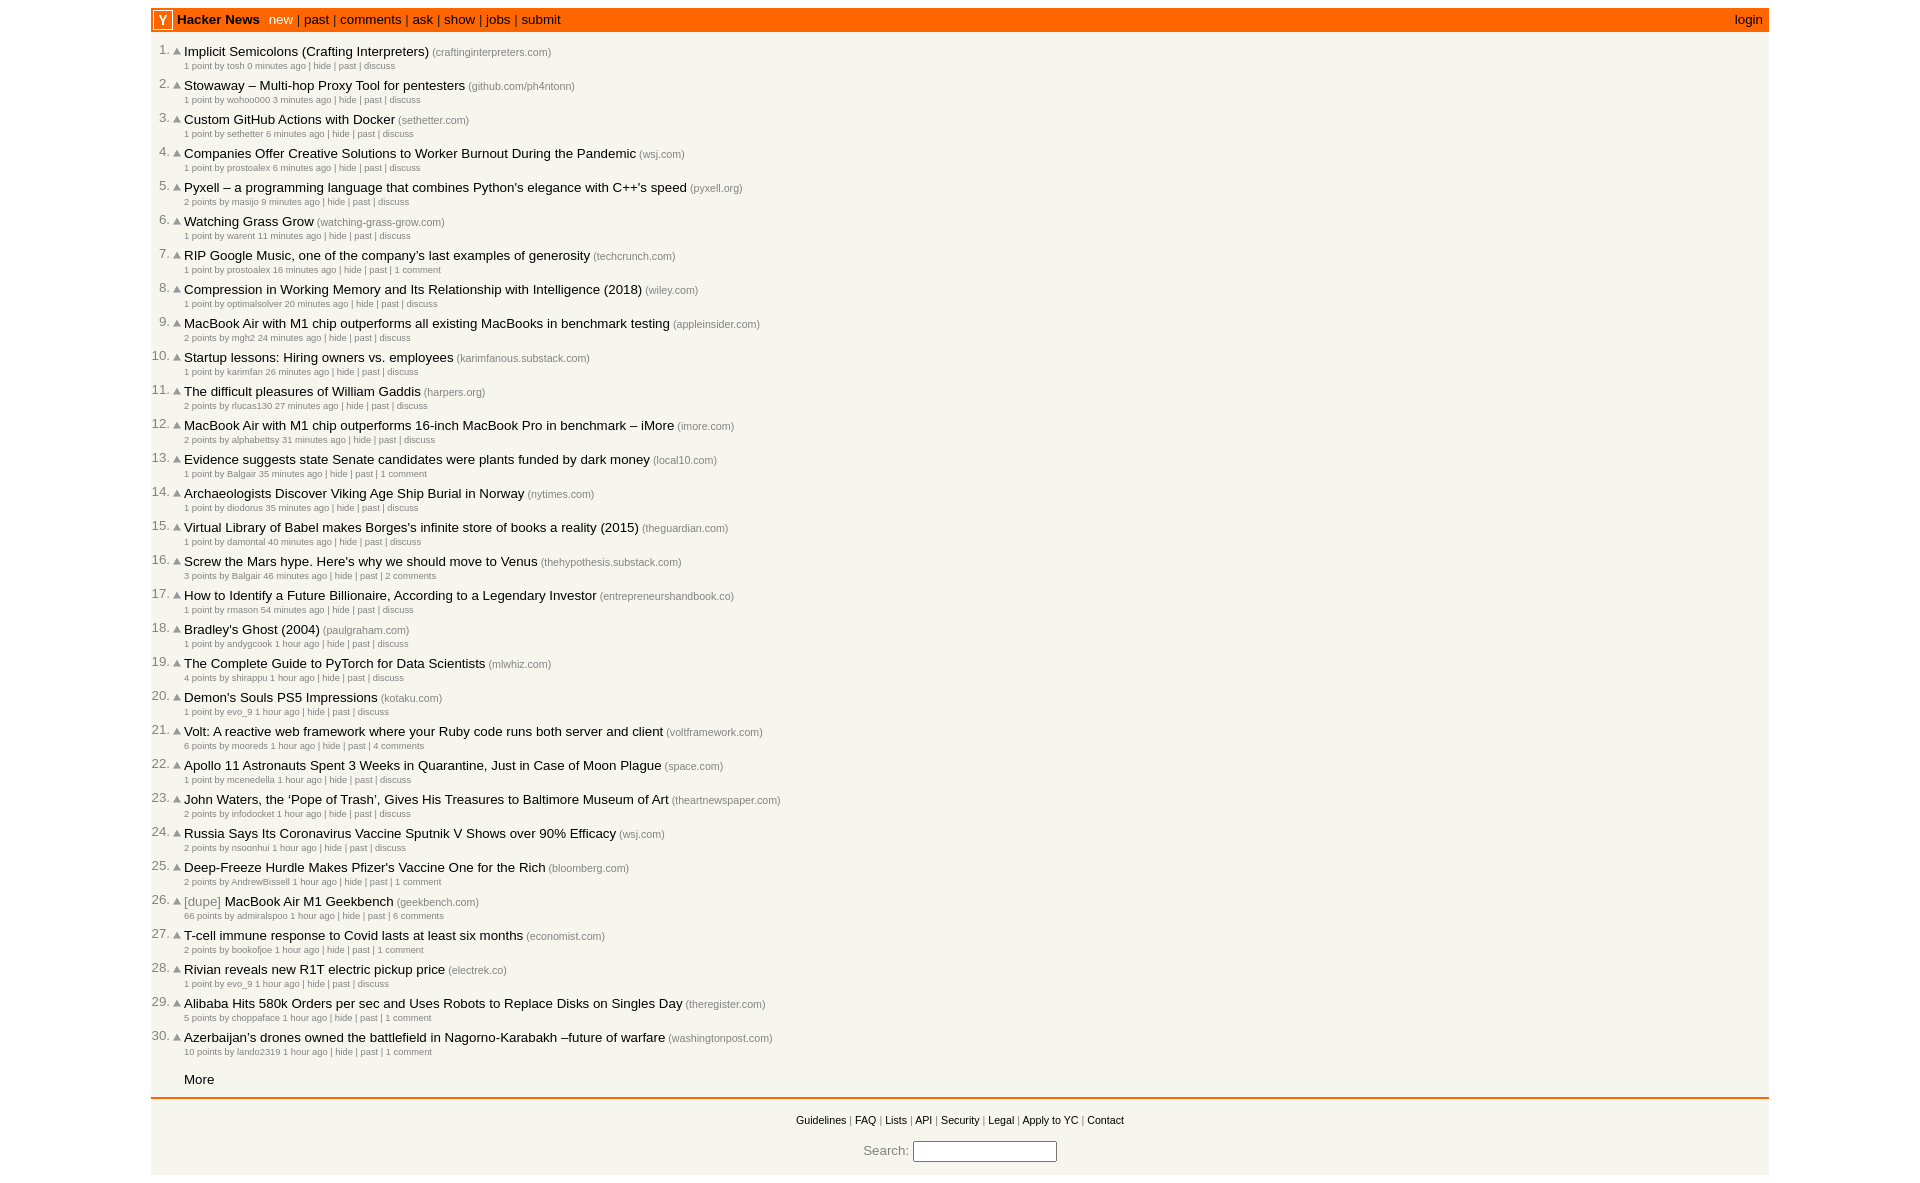 Y Hacker News new | past | comments | ask | show | jobs | submit login
1. Implicit Semicolons (Crafting Interpreters) (craftinginterpreters.com)
1 point by tosh 0 minutes ago | hide | past | discuss
2. Stowaway – Multi-hop Proxy Tool for pentesters (github.com/ph4ntonn)
1 point by wohoo000 3 minutes ago | hide | past | discuss
3. Custom GitHub Actions with Docker (sethetter.com)
1 point by sethetter 6 minutes ago | hide | past | discuss
4. Companies Offer Creative Solutions to Worker Burnout During the Pandemic (wsj.com)
1 point by prostoalex 6 minutes ago | hide | past | discuss
5. Pyxell – a programming language that combines Python's elegance with C++'s speed (pyxell.org)
2 points by masijo 9 minutes ago | hide | past | discuss
6. Watching Grass Grow (watching-grass-grow.com)
1 point by warent 11 minutes ago | hide | past | discuss
7. RIP Google Music, one of the company’s last examples of generosity (techcrunch.com)
1 point by prostoalex 16 minutes ago | hide | past | 1 comment
8. Compression in Working Memory and Its Relationship with Intelligence (2018) (wiley.com)
1 point by optimalsolver 20 minutes ago | hide | past | discuss
9. MacBook Air with M1 chip outperforms all existing MacBooks in benchmark testing (appleinsider.com)
2 points by mgh2 24 minutes ago | hide | past | discuss
10. Startup lessons: Hiring owners vs. employees (karimfanous.substack.com)
1 point by karimfan 26 minutes ago | hide | past | discuss
11. The difficult pleasures of William Gaddis (harpers.org)
2 points by rlucas130 27 minutes ago | hide | past | discuss
12. MacBook Air with M1 chip outperforms 16-inch MacBook Pro in benchmark – iMore (imore.com)
2 points by alphabettsy 31 minutes ago | hide | past | discuss
13. Evidence suggests state Senate candidates were plants funded by dark money (local10.com)
1 point by Balgair 35 minutes ago | hide | past | 1 comment
14. Archaeologists Discover Viking Age Ship Burial in Norway (nytimes.com)
1 point by diodorus 35 minutes ago | hide | past | discuss
15. Virtual Library of Babel makes Borges's infinite store of books a reality (2015) (theguardian.com)
1 point by damontal 40 minutes ago | hide | past | discuss
16. Screw the Mars hype. Here's why we should move to Venus (thehypothesis.substack.com)
3 points by Balgair 46 minutes ago | hide | past | 2 comments
17. How to Identify a Future Billionaire, According to a Legendary Investor (entrepreneurshandbook.co)
1 point by rmason 54 minutes ago | hide | past | discuss
18. Bradley's Ghost (2004) (paulgraham.com)
1 point by andygcook 1 hour ago | hide | past | discuss
19. The Complete Guide to PyTorch for Data Scientists (mlwhiz.com)
4 points by shirappu 1 hour ago | hide | past | discuss
20. Demon's Souls PS5 Impressions (kotaku.com)
1 point by evo_9 1 hour ago | hide | past | discuss
21. Volt: A reactive web framework where your Ruby code runs both server and client (voltframework.com)
6 points by mooreds 1 hour ago | hide | past | 4 comments
22. Apollo 11 Astronauts Spent 3 Weeks in Quarantine, Just in Case of Moon Plague (space.com)
1 point by mcenedella 1 hour ago | hide | past | discuss
23. John Waters, the ‘Pope of Trash’, Gives His Treasures to Baltimore Museum of Art (theartnewspaper.com)
2 points by infodocket 1 hour ago | hide | past | discuss
24. Russia Says Its Coronavirus Vaccine Sputnik V Shows over 90% Efficacy (wsj.com)
2 points by nsoonhui 1 hour ago | hide | past | discuss
25. Deep-Freeze Hurdle Makes Pfizer's Vaccine One for the Rich (bloomberg.com)
2 points by AndrewBissell 1 hour ago | hide | past | 1 comment
26. [dupe] MacBook Air M1 Geekbench (geekbench.com)
66 points by admiralspoo 1 hour ago | hide | past | 6 comments
27. T-cell immune response to Covid lasts at least six months (economist.com)
2 points by bookofjoe 1 hour ago | hide | past | 1 comment
28. Rivian reveals new R1T electric pickup price (electrek.co)
1 point by evo_9 1 hour ago | hide | past | discuss
29. Alibaba Hits 580k Orders per sec and Uses Robots to Replace Disks on Singles Day (theregister.com)
5 points by choppaface 1 hour ago | hide | past | 1 comment
30. Azerbaijan’s drones owned the battlefield in Nagorno-Karabakh –future of warfare (washingtonpost.com)
10 points by lando2319 1 hour ago | hide | past | 1 comment
More
Guidelines | FAQ | Lists | API | Security | Legal | Apply to YC | Contact
Search: